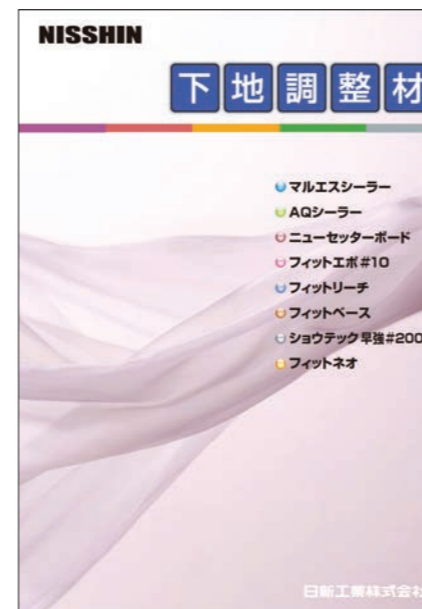 NISSHIN
下地調整材
マルエスシーラー
AQシーラー
ニューセッターボード
フィットエポ#10
フィットリーチ
フィットベース
ショウテック早強#200
フィットネオ
日新工業株式会社